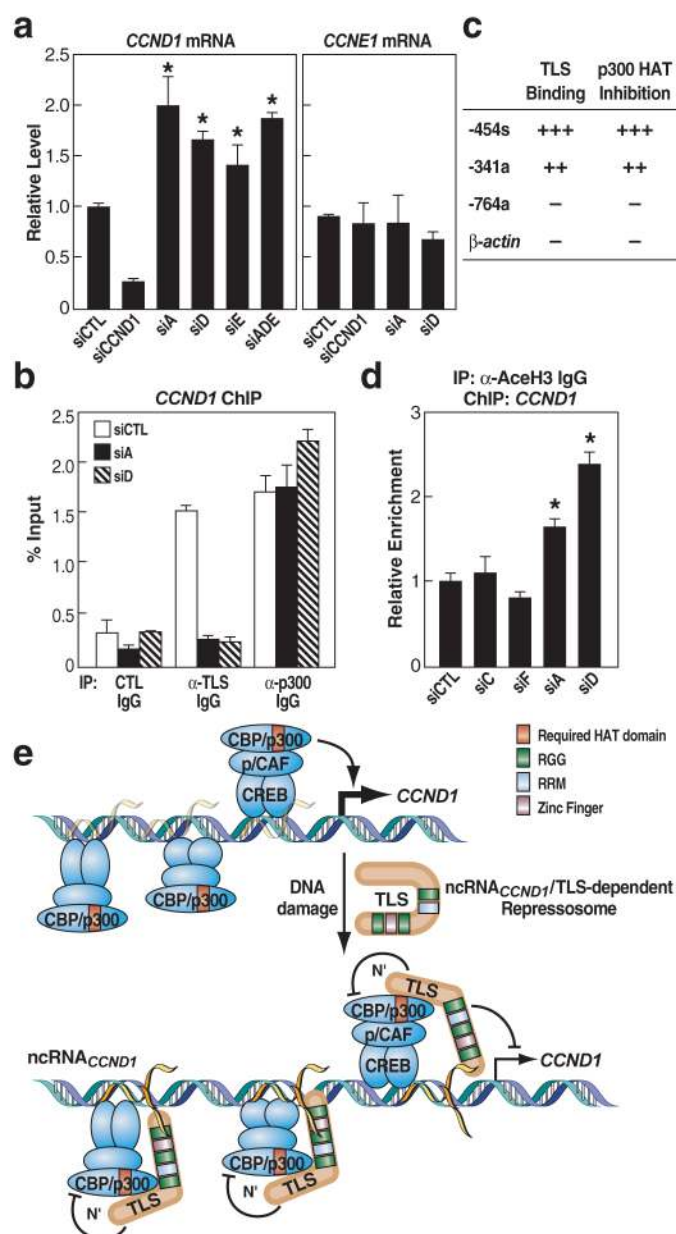 a
CCND1 mRNA
CCNE1 mRNA
Relative Level
2.5
2.0
1.5
1.0
0.5
0
* * * *
siCTL
siCCND1
siA
siD
siE
siADE
siCTL
siCCND1
siA
siD
c
TLS Binding
p300 HAT Inhibition
-454s +++ +++
-341a ++ ++
-764a – –
β-actin – –
b
CCND1 ChIP
% Input
2.5
2.0
1.5
0.5
0
siCTL
siA
siD
IP: CTL IgG
α-TLS IgG
α-p300 IgG
d
IP: α-AceH3 IgG
ChIP: CCND1
Relative Enrichment
3
2
1
0
* *
siCTL
siC
siF
siA
siD
e
CBP/p300
p/CAF
CREB
CCND1
Required HAT domain
RGG
RRM
Zinc Finger
CBP/p300
CBP/p300
DNA damage
TLS
ncRNACCND1/TLS-dependent
Repressosome
N'
TLS
CBP/p300
p/CAF
CREB
CCND1
ncRNACCND1
CBP/p300
N'
TLS
CBP/p300
N'
TLS